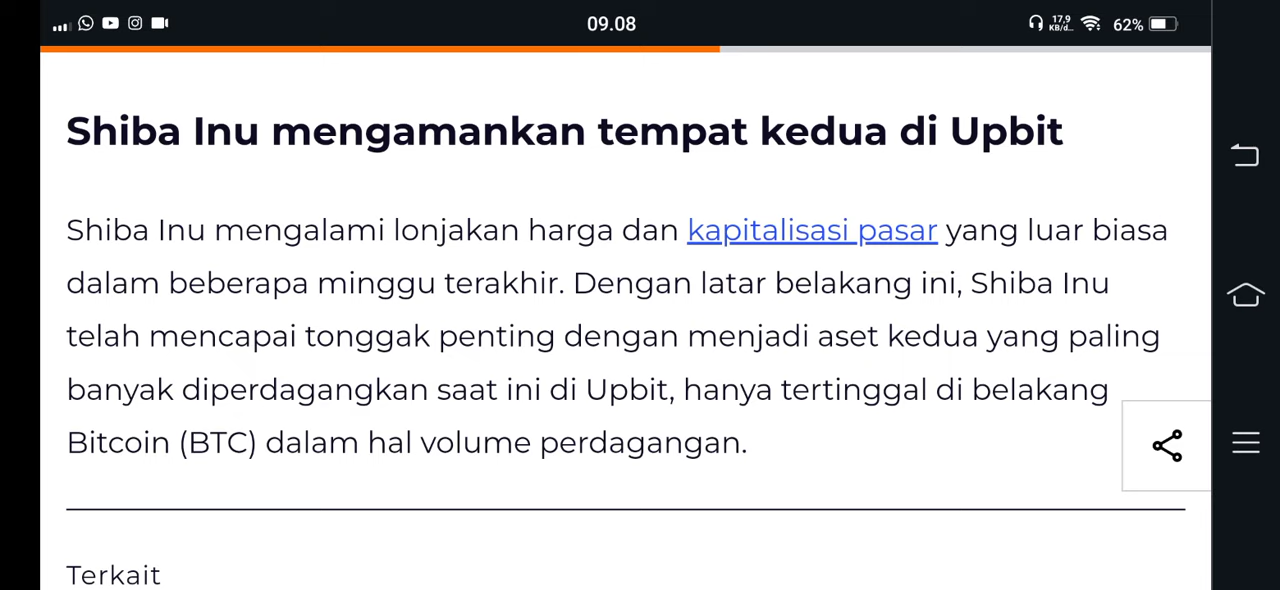 09.08
17,9
KB/d...
62%
Shiba Inu mengamankan tempat kedua di Upbit
Shiba Inu mengalami lonjakan harga dan kapitalisasi pasar yang luar biasa
dalam beberapa minggu terakhir. Dengan latar belakang ini, Shiba Inu
telah mencapai tonggak penting dengan menjadi aset kedua yang paling
banyak diperdagangkan saat ini di Upbit, hanya tertinggal di belakang
Bitcoin (BTC) dalam hal volume perdagangan.
Terkait